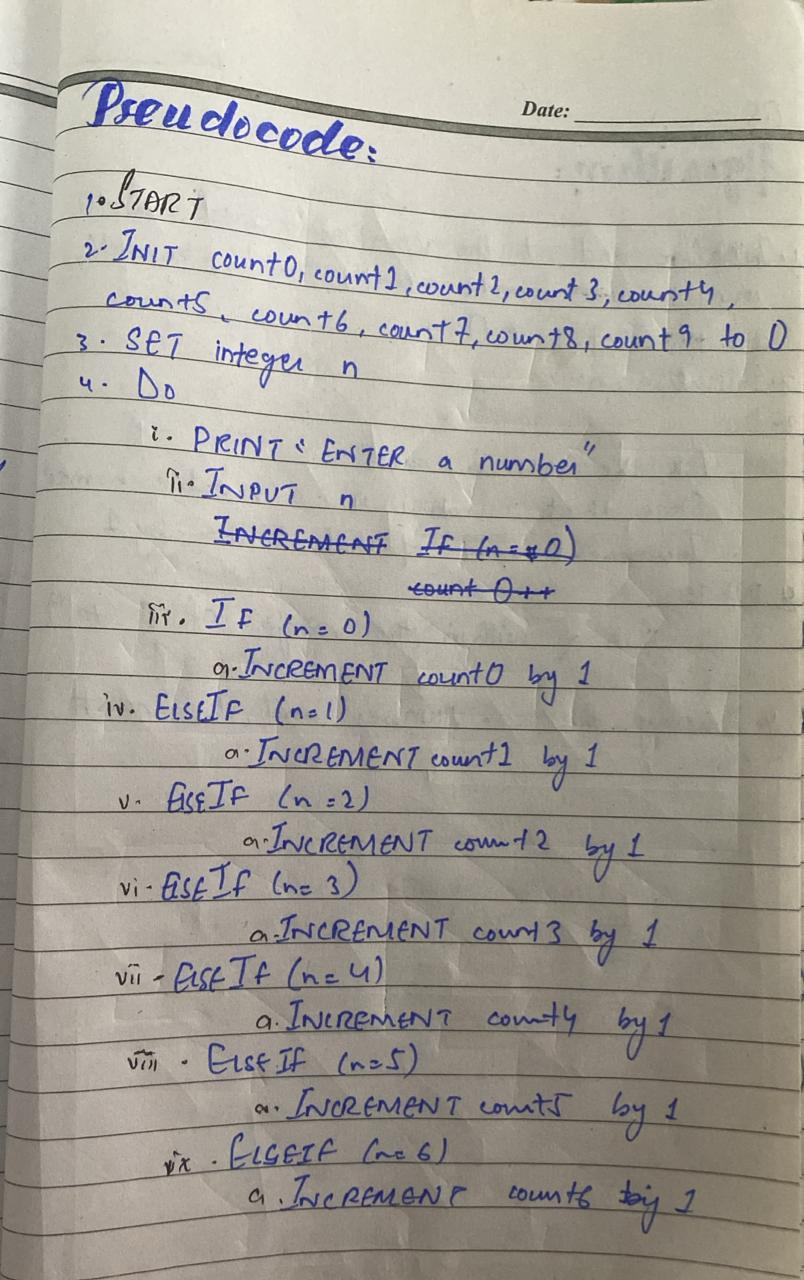 Date:
Pseudocode:
1. START
2. INIT count0, count1, count2, count3, count4,
count5, count6, count7, count8, count9 to 0
3. SET integer n
4. Do
i. PRINT "ENTER a number"
ii. INPUT n
INCREMENT IF (n==0)
count 0++
iii. IF (n=0)
a. INCREMENT count0 by 1
iv. ElseIF (n=1)
a. INCREMENT count1 by 1
v. ElseIF (n=2)
a. INCREMENT count2 by 1
vi. ElseIf (n=3)
a. INCREMENT count3 by 1
vii - ElseIf (n=4)
a. INCREMENT count4 by 1
viii. ElseIf (n=5)
a. INCREMENT count5 by 1
ix. ELSEIF (n=6)
a. INCREMENT count6 by 1